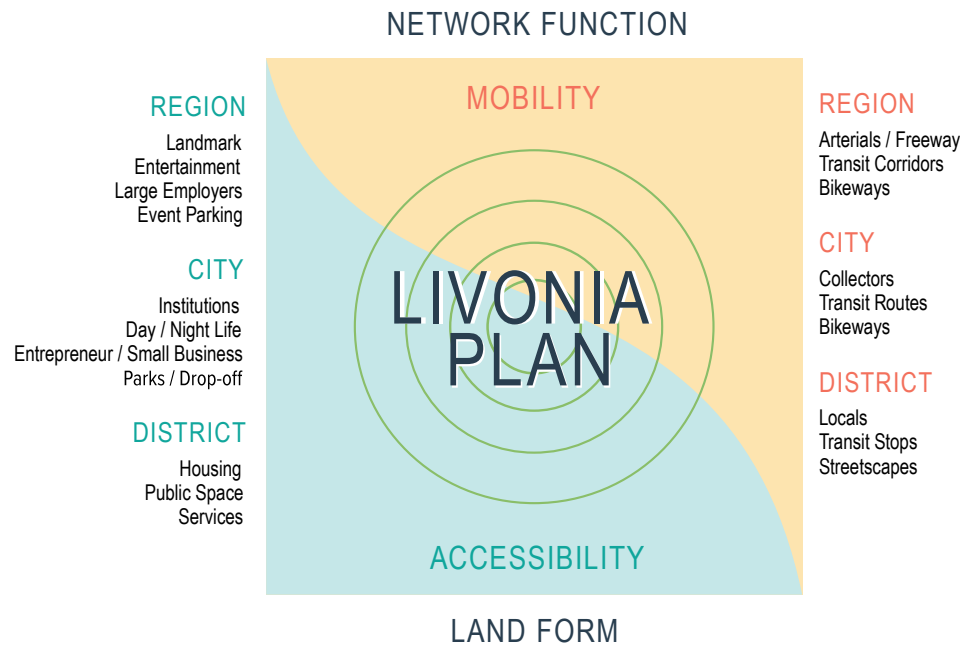 NETWORK FUNCTION
REGION
Landmark
Entertainment
Large Employers
Event Parking
CITY
Institutions
Day / Night Life
Entrepreneur / Small Business
Parks / Drop-off
DISTRICT
Housing
Public Space
Services
MOBILITY
LIVONIA
PLAN
ACCESSIBILITY
REGION
Arterials / Freeway
Transit Corridors
Bikeways
CITY
Collectors
Transit Routes
Bikeways
DISTRICT
Locals
Transit Stops
Streetscapes
LAND FORM